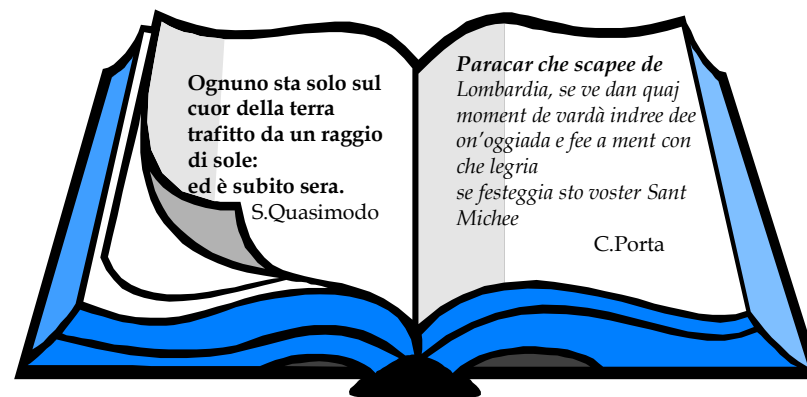 Ognuno sta solo sul
cuor della terra
trafitto da un raggio
di sole:
ed è subito sera.
S.Quasimodo
Paracar che scapee de
Lombardia, se ve dan quaj
moment de vardà indree dee
on’oggiada e fee a ment con
che legria
se festeggia sto voster Sant
Michee
C.Porta